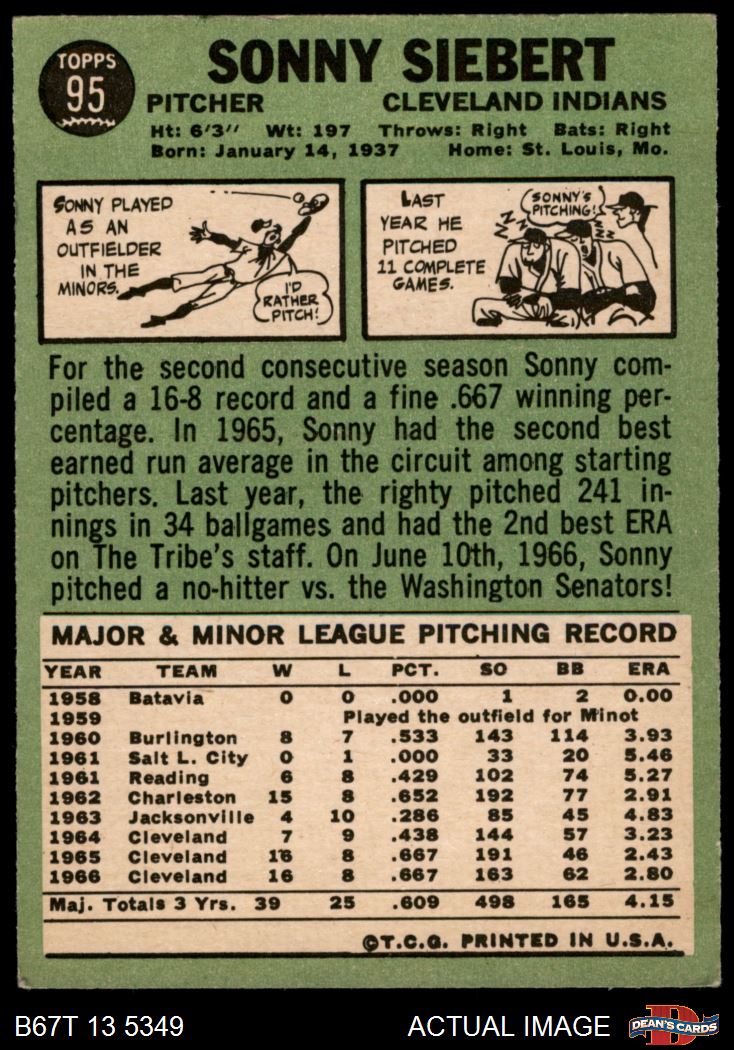 TOPPS
95
SONNY SIEBERT
PITCHER CLEVELAND INDIANS
Ht: 6'3" Wt: 197 Throws: Right Bats: Right
Born: January 14, 1937 Home: St. Louis, Mo.
SONNY PLAYED
AS AN
OUTFIELDER
IN THE
MINORS.
I'D
RATHER
PITCH!
LAST
YEAR HE
PITCHED
11 COMPLETE
GAMES.
SONNY'S
PITCHING!
Z Z Z Z Z Z
For the second consecutive season Sonny com-
piled a 16-8 record and a fine .667 winning per-
centage. In 1965, Sonny had the second best
earned run average in the circuit among starting
pitchers. Last year, the righty pitched 241 in-
nings in 34 ballgames and had the 2nd best ERA
on The Tribe's staff. On June 10th, 1966, Sonny
pitched a no-hitter vs. the Washington Senators!
MAJOR & MINOR LEAGUE PITCHING RECORD
YEAR TEAM W L PCT. SO BB ERA
1958 Batavia 0 0 .000 1 2 0.00
1959 Played the outfield for Minot
1960 Burlington 8 7 .533 143 114 3.93
1961 Salt L. City 0 1 .000 33 20 5.46
1961 Reading 6 8 .429 102 74 5.27
1962 Charleston 15 8 .652 192 77 2.91
1963 Jacksonville 4 10 .286 85 45 4.83
1964 Cleveland 7 9 .438 144 57 3.23
1965 Cleveland 16 8 .667 191 46 2.43
1966 Cleveland 16 8 .667 163 62 2.80
Maj. Totals 3 Yrs. 39 25 .609 498 165 4.15
©T.C.G. PRINTED IN U.S.A.
B67T 13 5349 ACTUAL IMAGE DEAN'S CARDS